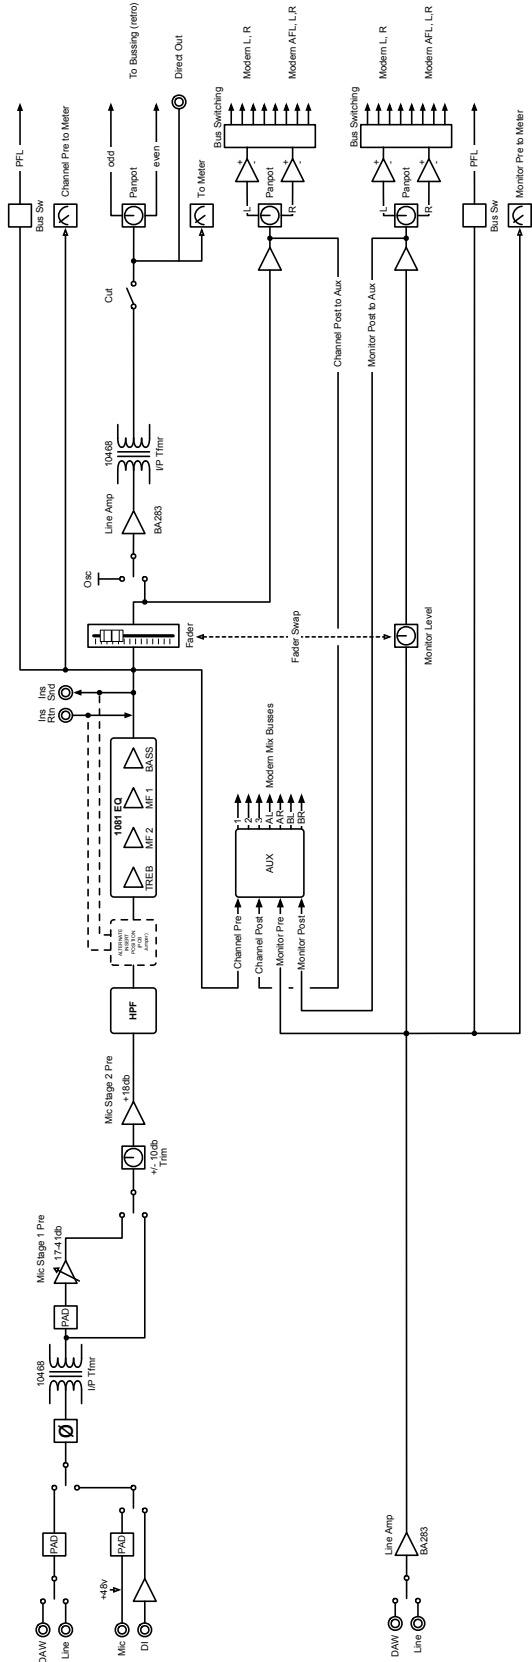 DAW
Line
Mic
DI
+48v
PAD
PAD
Ø
10468
I/P Tfmr
PAD
Mic Stage 1 Pre
17-41db
+/- 10db
Trim
Mic Stage 2 Pre
+18db
HPF
ALTERNATE
INSERT
POSITION
(PCB
Jumper)
1081 EQ
TREB
MF 2
MF 1
BASS
Ins
Rtn
Ins
Snd
Fader
Osc
Line Amp
BA283
10468
I/P Tfmr
Cut
PFL
Bus Sw
Channel Pre to Meter
To Bussing (retro)
odd
even
Panpot
Direct Out
To Meter
Modern L, R
Modern AFL, L,R
Bus Switching
+
-
+
-
L
R
Panpot
Channel Post to Aux
Monitor Post to Aux
Fader Swap
Monitor Level
Modern L, R
Modern AFL, L,R
Bus Switching
+
-
+
-
L
R
Panpot
PFL
Bus Sw
Monitor Pre to Meter
Channel Pre
Channel Post
Monitor Pre
Monitor Post
AUX
1
2
3
AL
AR
BL
BR
Modern Mix Busses
DAW
Line
Line Amp
BA283